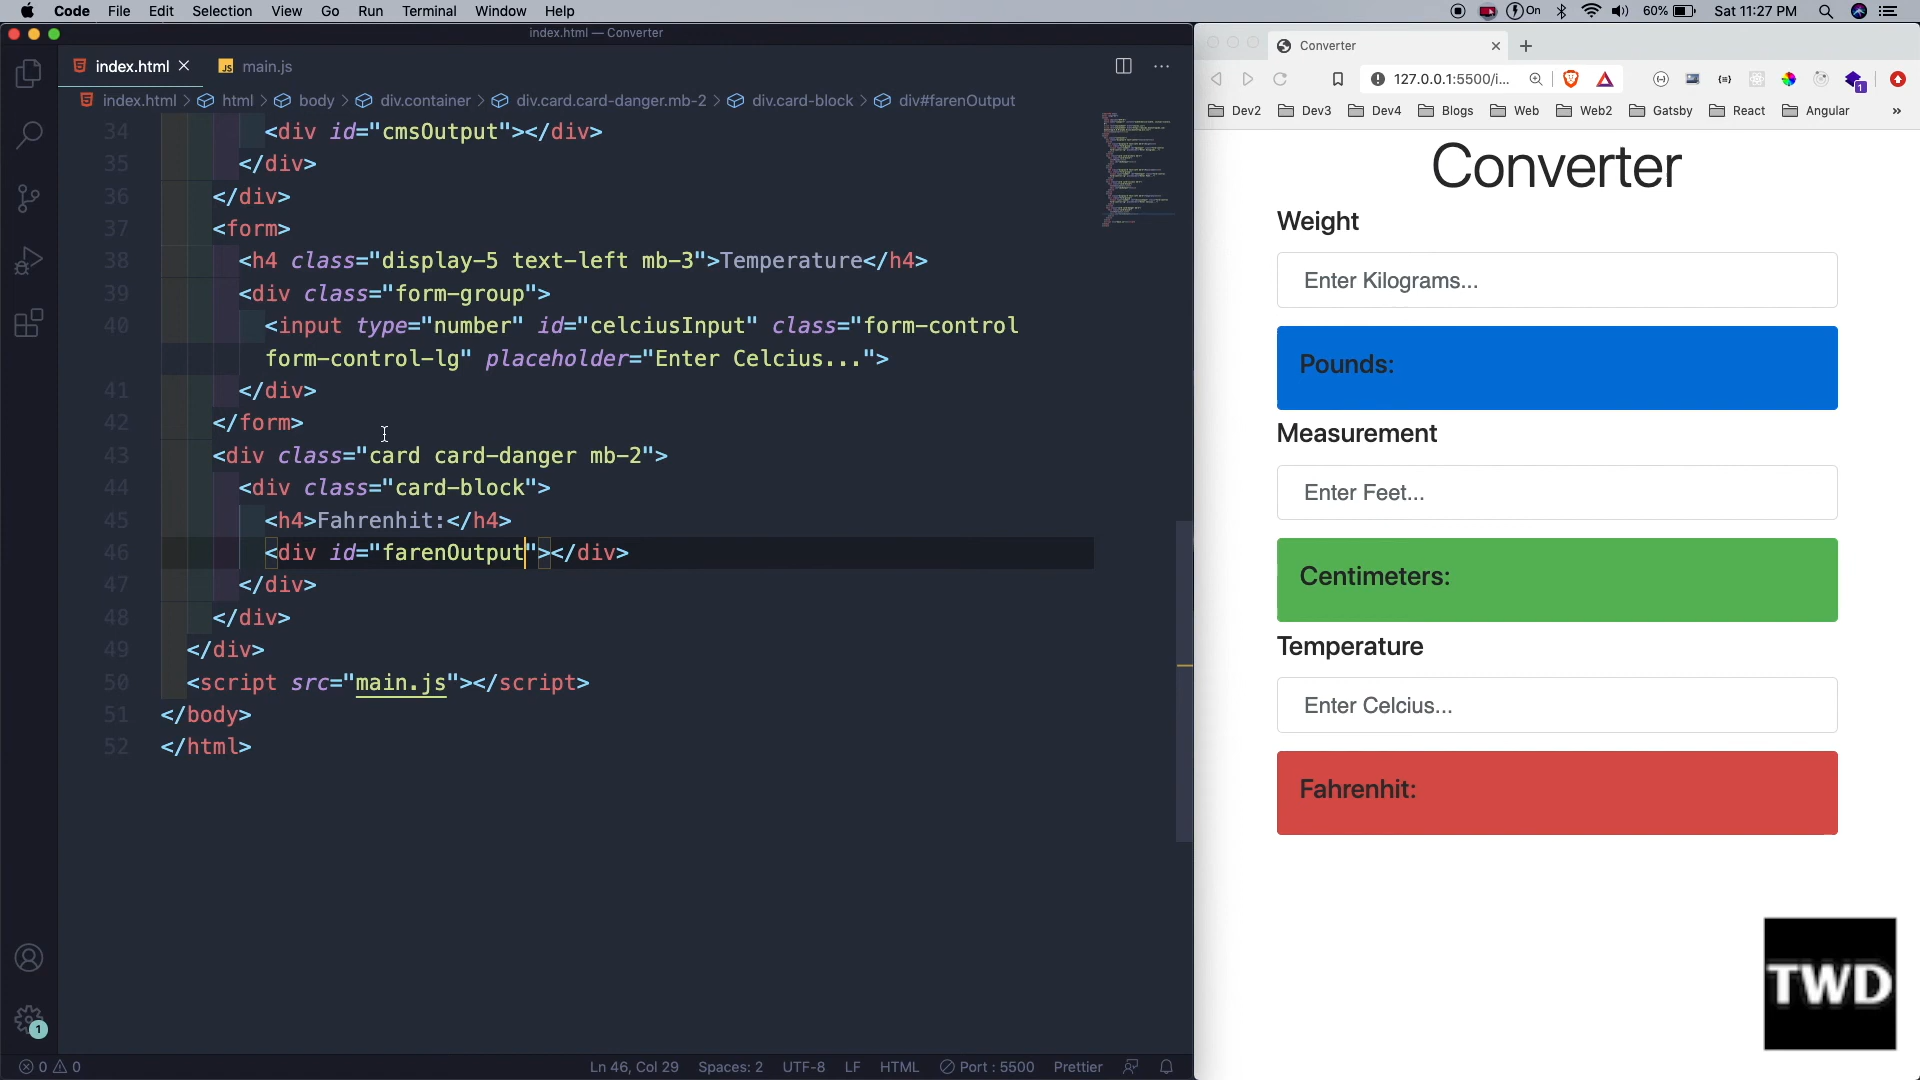 Code File Edit Selection View Go Run Terminal Window Help
On 60% Sat 11:27 PM
index.html — Converter
index.html main.js
index.html > html > body > div.container > div.card.card-danger.mb-2 > div.card-block > div#farenOutput
34 <div id="cmsOutput"></div>
35 </div>
36 </div>
37 <form>
38 <h4 class="display-5 text-left mb-3">Temperature</h4>
39 <div class="form-group">
40 <input type="number" id="celciusInput" class="form-control
form-control-lg" placeholder="Enter Celcius...">
41 </div>
42 </form>
43 <div class="card card-danger mb-2">
44 <div class="card-block">
45 <h4>Fahrenhit:</h4>
46 <div id="farenOutput"></div>
47 </div>
48 </div>
49 </div>
50 <script src="main.js"></script>
51 </body>
52 </html>
1
0 0
Ln 46, Col 29 Spaces: 2 UTF-8 LF HTML Port : 5500 Prettier
Converter
127.0.0.1:5500/i...
1
Dev2 Dev3 Dev4 Blogs Web Web2 Gatsby React Angular »
Converter
Weight
Enter Kilograms...
Pounds:
Measurement
Enter Feet...
Centimeters:
Temperature
Enter Celcius...
Fahrenhit:
TWD